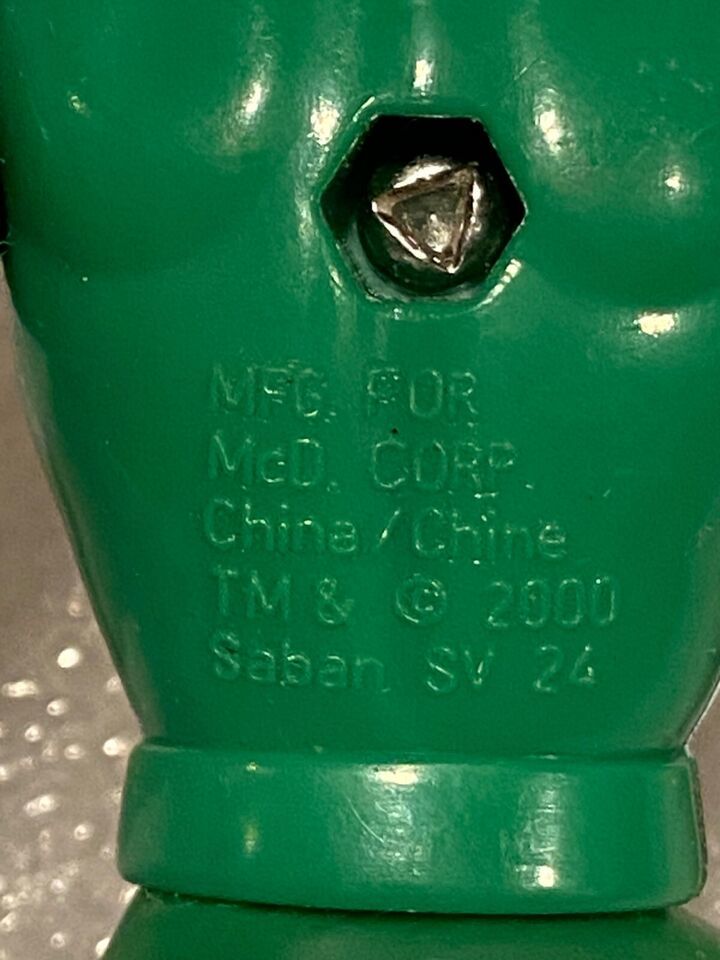 MFG. FOR
McD. CORP.
China/Chine
TM & © 2000
Saban SV 24